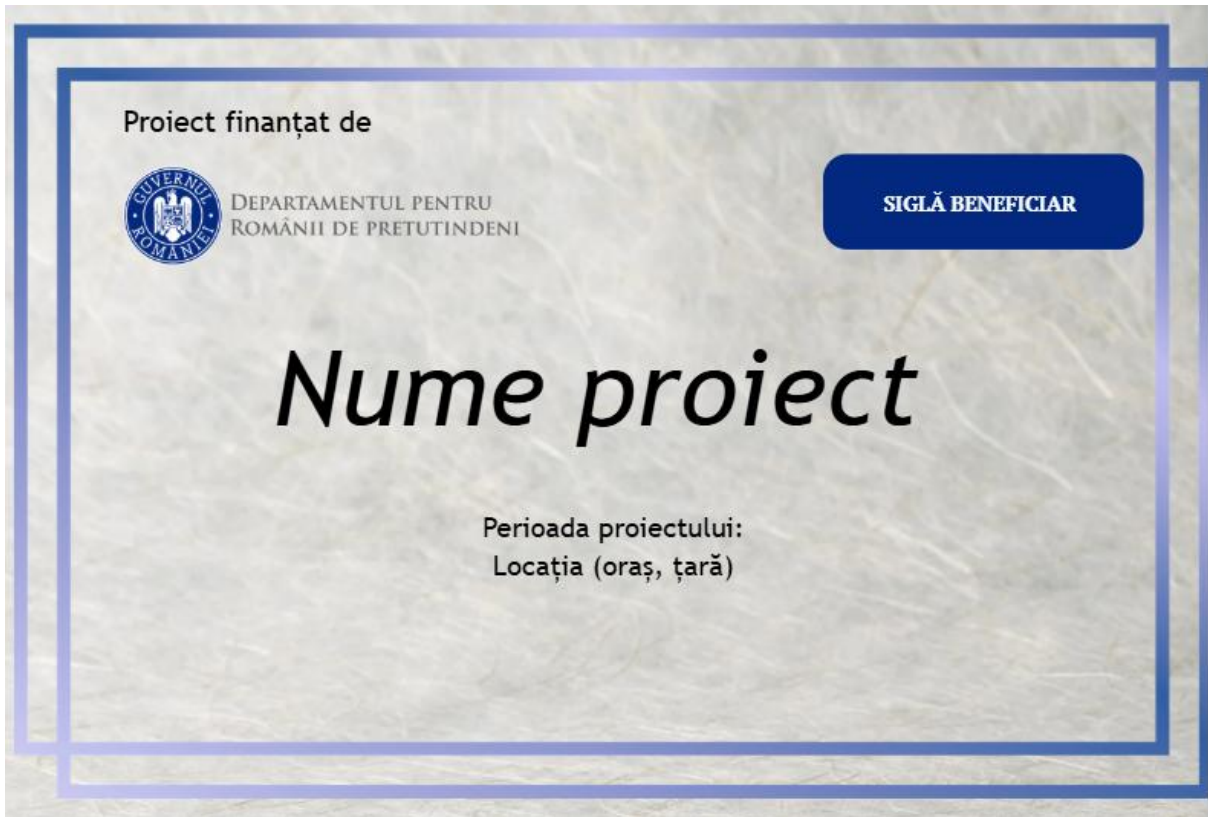 Proiect finanțat de
GUVERNUL ROMÂNIEI
DEPARTAMENTUL PENTRU
ROMÂNII DE PRETUTINDENI
SIGLĂ BENEFICIAR
Nume proiect
Perioada proiectului:
Locația (oraș, țară)